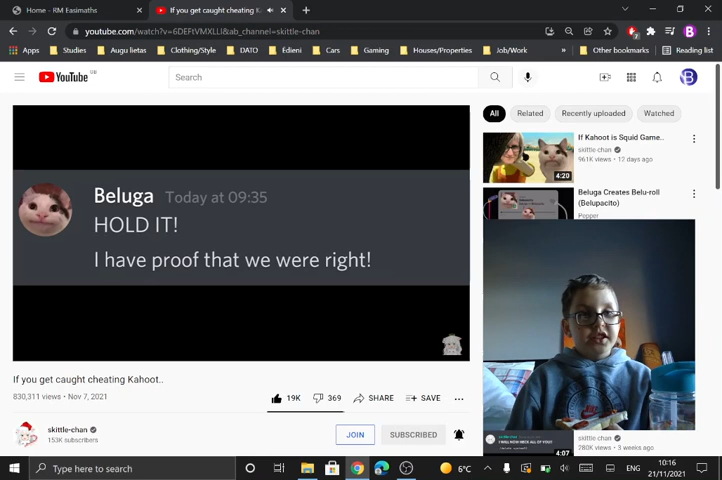 Home - RM Easimaths
If you get caught cheating K
youtube.com/watch?v=6DEFtVMXLLI&ab_channel=skittle-chan
Apps
Studies
Augu lietas
Clothing/Style
DATO
Edieni
Cars
Gaming
Houses/Properties
Job/Work
»
Other bookmarks
Reading list
YouTube
Search
B
All
Related
Recently uploaded
Watched
Beluga Today at 09:35
HOLD IT!
I have proof that we were right!
If Kahoot is Squid Game..
skittle chan
961K views • 12 days ago
4:20
Beluga Creates Belu-roll
(Belupacito)
Pepper
If you get caught cheating Kahoot..
830,311 views • Nov 7, 2021
19K
369
SHARE
SAVE
skittle-chan
153K subscribers
JOIN
SUBSCRIBED
skittle chan
280K views • 3 weeks ago
4:07
Type here to search
6°C
ENG
10:16
21/11/2021